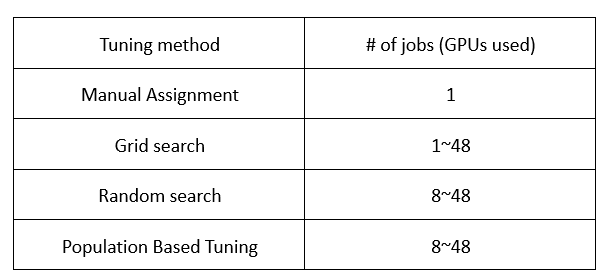 Tuning method # of jobs (GPUs used)
Manual Assignment 1
Grid search 1~48
Random search 8~48
Population Based Tuning 8~48